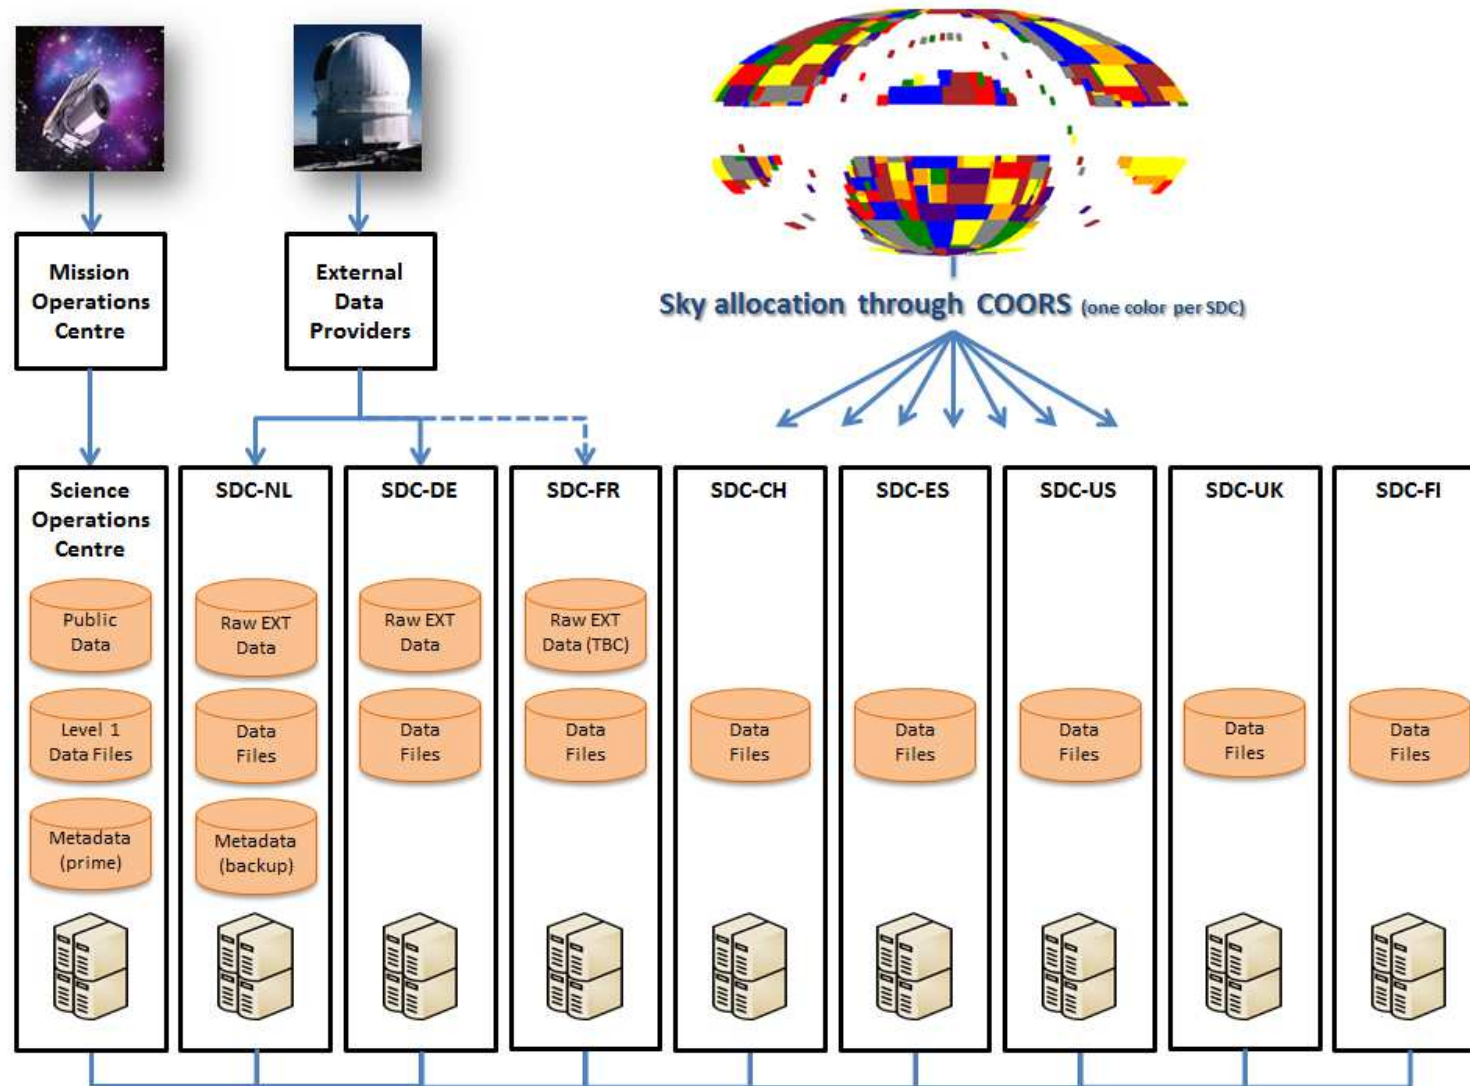 Mission
Operations
Centre
External
Data
Providers
Sky allocation through COORS (one color per SDC)
Science
Operations
Centre
Public
Data
Level 1
Data Files
Metadata
(prime)
SDC-NL
Raw EXT
Data
Data
Files
Metadata
(backup)
SDC-DE
Raw EXT
Data
Data
Files
SDC-FR
Raw EXT
Data (TBC)
Data
Files
SDC-CH
Data
Files
SDC-ES
Data
Files
SDC-US
Data
Files
SDC-UK
Data
Files
SDC-FI
Data
Files